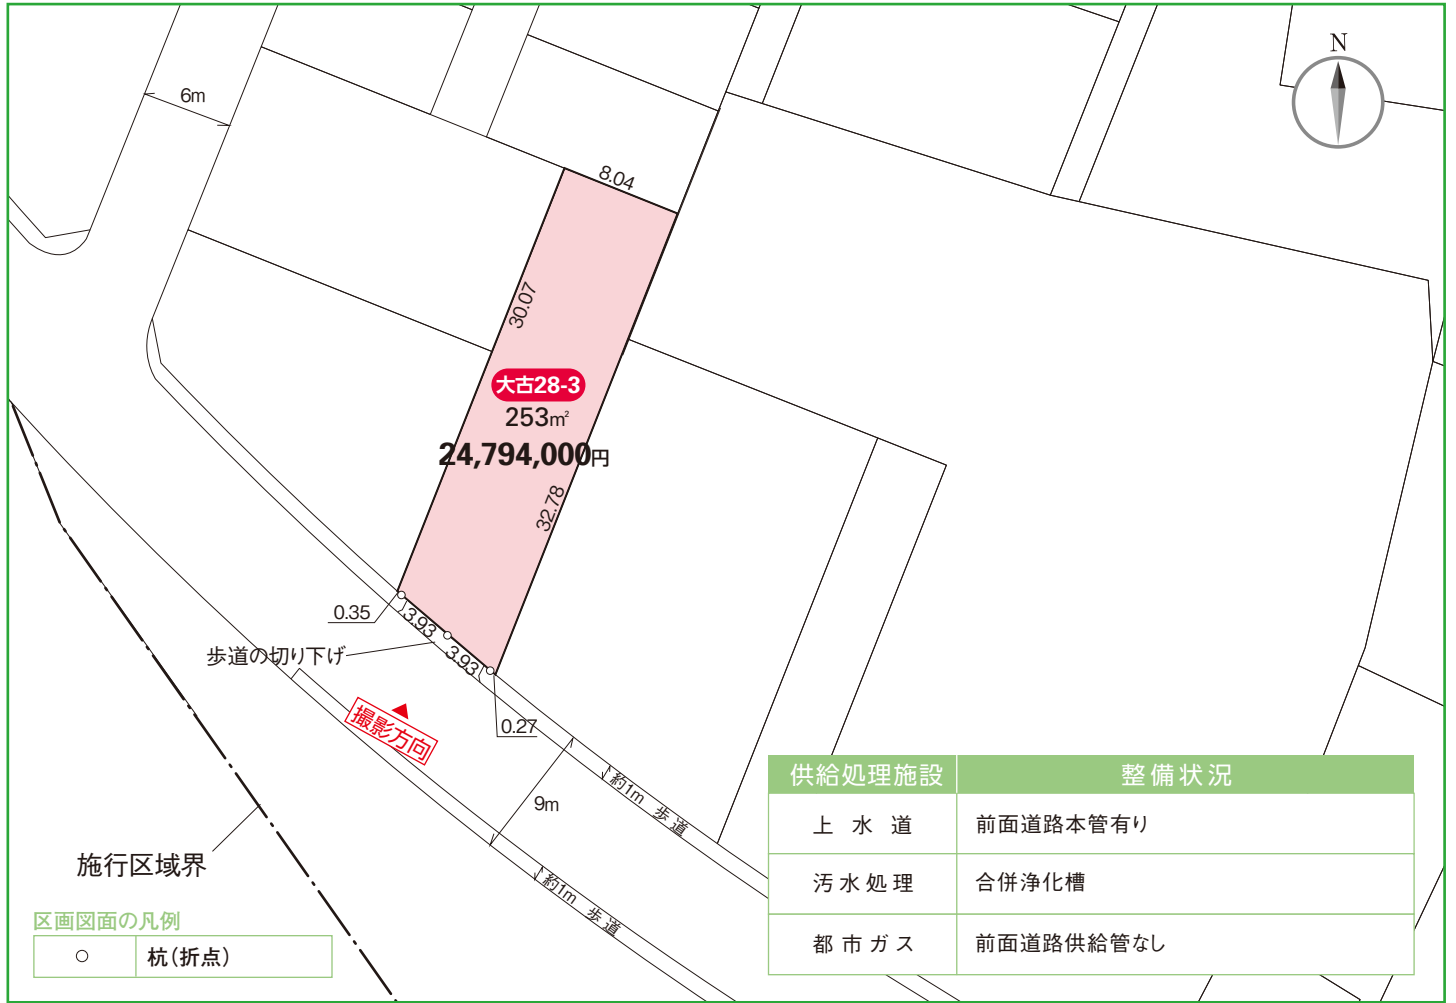 N
6m
8.04
30.07
大古28-3
253m²
24,794,000円
32.78
0.35
3.93
歩道の切り下げ
3.93
撮影方向
0.27
9m
約1m 歩道
約1m 歩道
施行区域界
区画図面の凡例
杭(折点)
供給処理施設 整備状況
上水道 前面道路本管有り
汚水処理 合併浄化槽
都市ガス 前面道路供給管なし